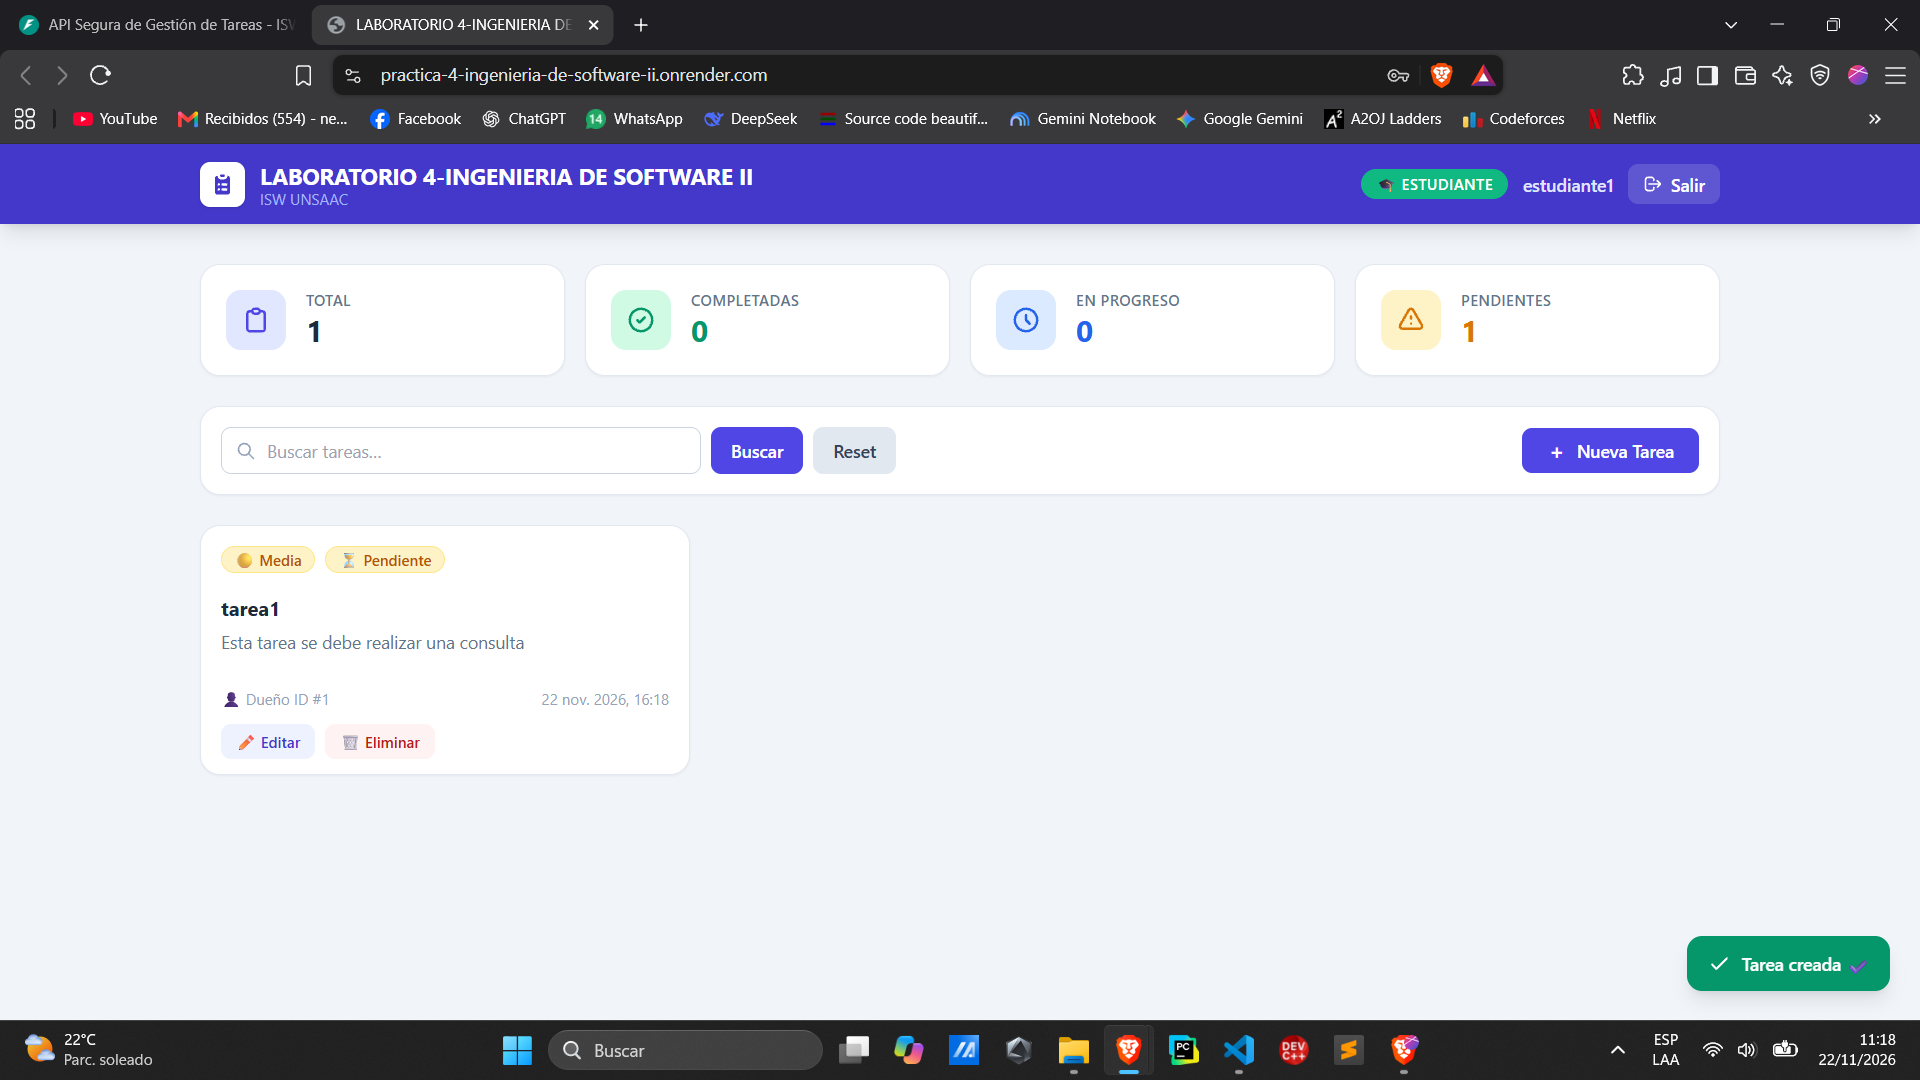 API Segura de Gestión de Tareas - ISW
LABORATORIO 4-INGENIERIA DE
practica-4-ingenieria-de-software-ii.onrender.com
YouTube
Recibidos (554) - ne...
Facebook
ChatGPT
14
WhatsApp
DeepSeek
Source code beautif...
Gemini Notebook
Google Gemini
A2
A2OJ Ladders
Codeforces
Netflix
LABORATORIO 4-INGENIERIA DE SOFTWARE II
ISW UNSAAC
ESTUDIANTE
estudiante1
Salir
TOTAL
1
COMPLETADAS
0
EN PROGRESO
0
PENDIENTES
1
Buscar tareas...
Buscar
Reset
+ Nueva Tarea
Media
Pendiente
tarea1
Esta tarea se debe realizar una consulta
Dueño ID #1
22 nov. 2026, 16:18
Editar
Eliminar
Tarea creada
22°C
Parc. soleado
Buscar
PC
DEV C++
ESP
LAA
11:18
22/11/2026